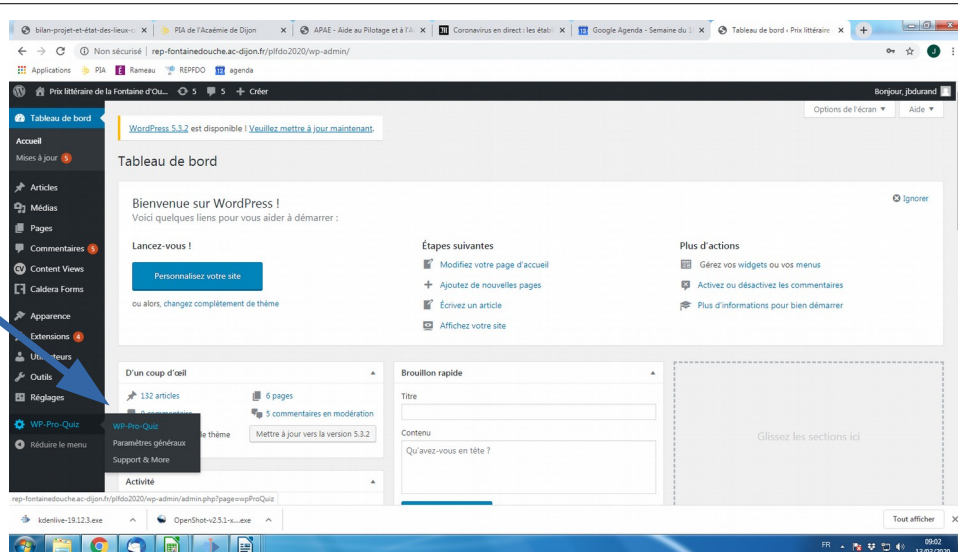 bilan-projet-et-état-des-lieux-c
PIA de l'Acaémie de Dijon
APAE - Aide au Pilotage et à l'A
Coronavirus en direct : les établ
Google Agenda - Semaine du 1
Tableau de bord ‹ Prix littéraire
Non sécurisé | rep-fontainedouche.ac-dijon.fr/plfdo2020/wp-admin/
Applications PIA Rameau REPFDO agenda
Prix littéraire de la Fontaine d'Ou... 5 5 + Créer
Bonjour, jbdurand
Options de l'écran
Aide
Tableau de bord
Accueil
Mises à jour 5
Articles
Médias
Pages
Commentaires 5
Content Views
Caldera Forms
Apparence
Extensions 4
Utilisateurs
Outils
Réglages
WP-Pro-Quiz
Réduire le menu
WP-Pro-Quiz
Paramètres généraux
Support & More
WordPress 5.3.2 est disponible ! Veuillez mettre à jour maintenant.
Tableau de bord
Ignorer
Bienvenue sur WordPress !
Voici quelques liens pour vous aider à démarrer :
Lancez-vous !
Personnalisez votre site
ou alors, changez complètement de thème
Étapes suivantes
Modifiez votre page d'accueil
Ajoutez de nouvelles pages
Écrivez un article
Affichez votre site
Plus d'actions
Gérez vos widgets ou vos menus
Activez ou désactivez les commentaires
Plus d'informations pour bien démarrer
D'un coup d'œil
132 articles
6 pages
5 commentaires en modération
le thème
Mettre à jour vers la version 5.3.2
Activité
Brouillon rapide
Titre
Contenu
Qu'avez-vous en tête ?
Glissez les sections ici
rep-fontainedouche.ac-dijon.fr/plfdo2020/wp-admin/admin.php?page=wpProQuiz
kdenlive-19.12.3.exe
OpenShot-v2.5.1-x....exe
Tout afficher
FR
09:02
13/03/2020